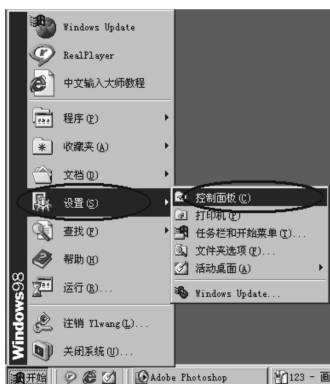 Windows Update
RealPlayer
中文输入大师教程
程序(P)
收藏夹(A)
文档(D)
设置(S)
控制面板(C)
打印机(P)
任务栏和开始菜单(T)...
文件夹选项(F)...
活动桌面(A)
Windows Update...
查找(F)
帮助(H)
运行(R)...
注销 Ylwang(L)...
关闭系统(U)...
Windows98
开始
Adobe Photoshop
123 - 画